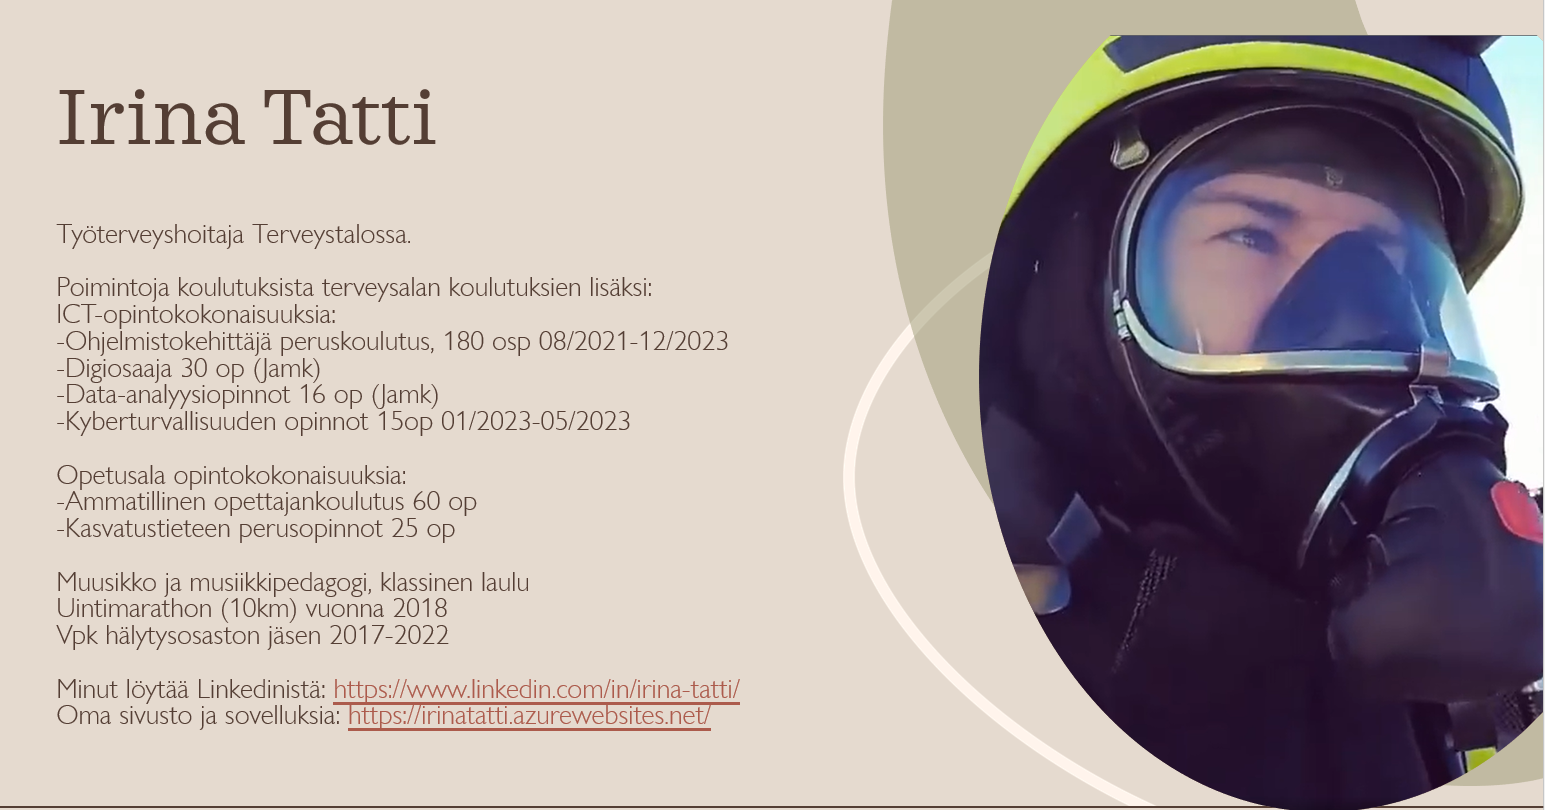 Irina Tatti
Työterveyshoitaja Terveystalossa.
Poimintoja koulutuksista terveysalan koulutuksien lisäksi:
ICT-opintokokonaisuuksia:
-Ohjelmistokehittäjä peruskoulutus, 180 osp 08/2021-12/2023
-Digiosaaja 30 op (Jamk)
-Data-analyysiopinnot 16 op (Jamk)
-Kyberturvallisuuden opinnot 15op 01/2023-05/2023
Opetusala opintokokonaisuuksia:
-Ammatillinen opettajankoulutus 60 op
-Kasvatustieteen perusopinnot 25 op
Muusikko ja musiikkipedagogi, klassinen laulu
Uintimarathon (10km) vuonna 2018
Vpk hälytysosaston jäsen 2017-2022
Minut löytää Linkedinistä: https://www.linkedin.com/in/irina-tatti/
Oma sivusto ja sovelluksia: https://irinatatti.azurewebsites.net/